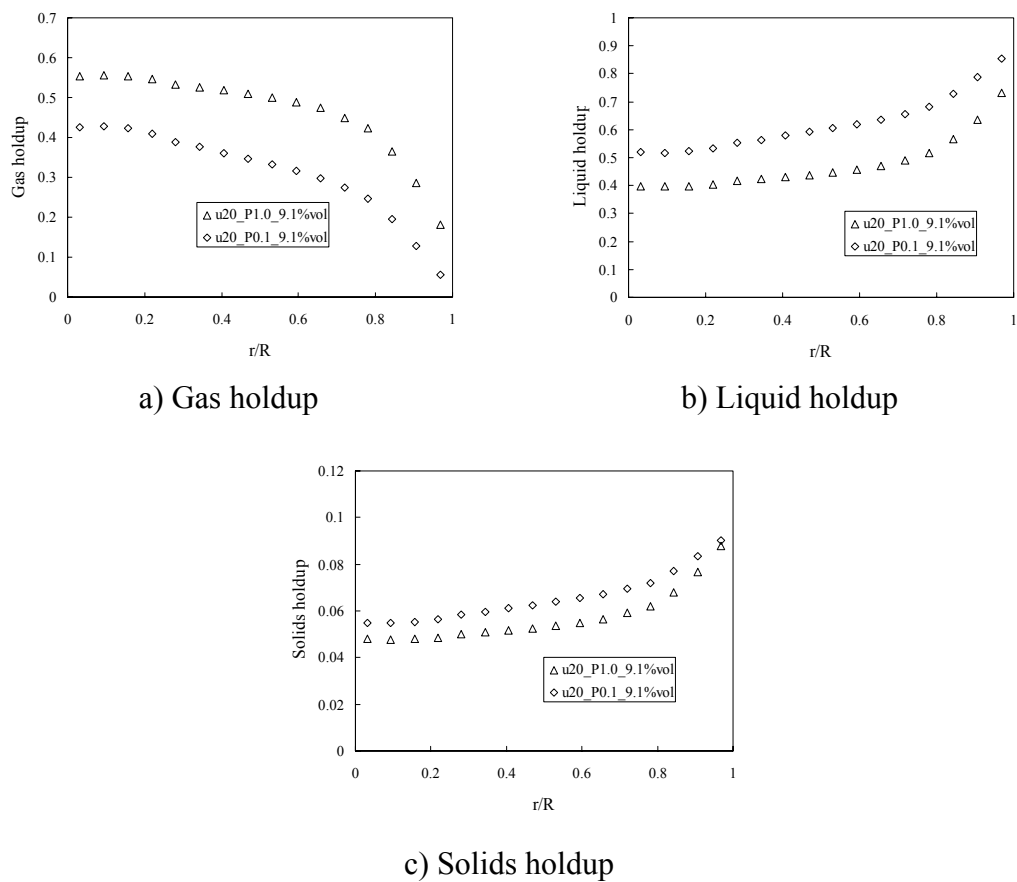 0.7
0.6
0.5
0.4
0.3
0.2
0.1
0
Gas holdup
u20_P1.0_9.1%vol
u20_P0.1_9.1%vol
0 0.2 0.4 0.6 0.8 1
r/R
a) Gas holdup
1
0.9
0.8
0.7
0.6
0.5
0.4
0.3
0.2
0.1
0
Liquid holdup
u20_P1.0_9.1%vol
u20_P0.1_9.1%vol
0 0.2 0.4 0.6 0.8 1
r/R
b) Liquid holdup
0.12
0.1
0.08
0.06
0.04
0.02
0
Solids holdup
u20_P1.0_9.1%vol
u20_P0.1_9.1%vol
0 0.2 0.4 0.6 0.8 1
r/R
c) Solids holdup